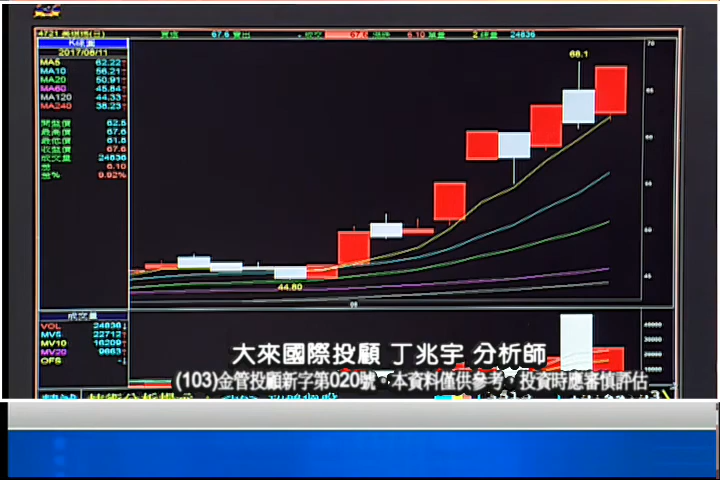 4721 美琪瑪(日) 買進 67.6 賣出 成交 漲跌 6.10 單量 2 總量 24836
K線圖
2017/08/11
MA5 62.22↑
MA10 56.21↑
MA20 50.91↑
MA60 45.84↑
MA120 44.33↑
MA240 38.23↑
開盤價 62.5
最高價 67.6
最低價 61.8
收盤價 67.6
成交量 24836
差 6.10
差% 9.92%
68.1
44.80
70
65
60
55
50
45
08
成交量
VOL 24836↓
MV5 22712↑
MV10 16209↑
MV20 9663↑
OFS
40000
30000
20000
10000
大來國際投顧 丁兆宇 分析師
(103)金管投顧新字第020號，本資料僅供參考，投資時應審慎評估